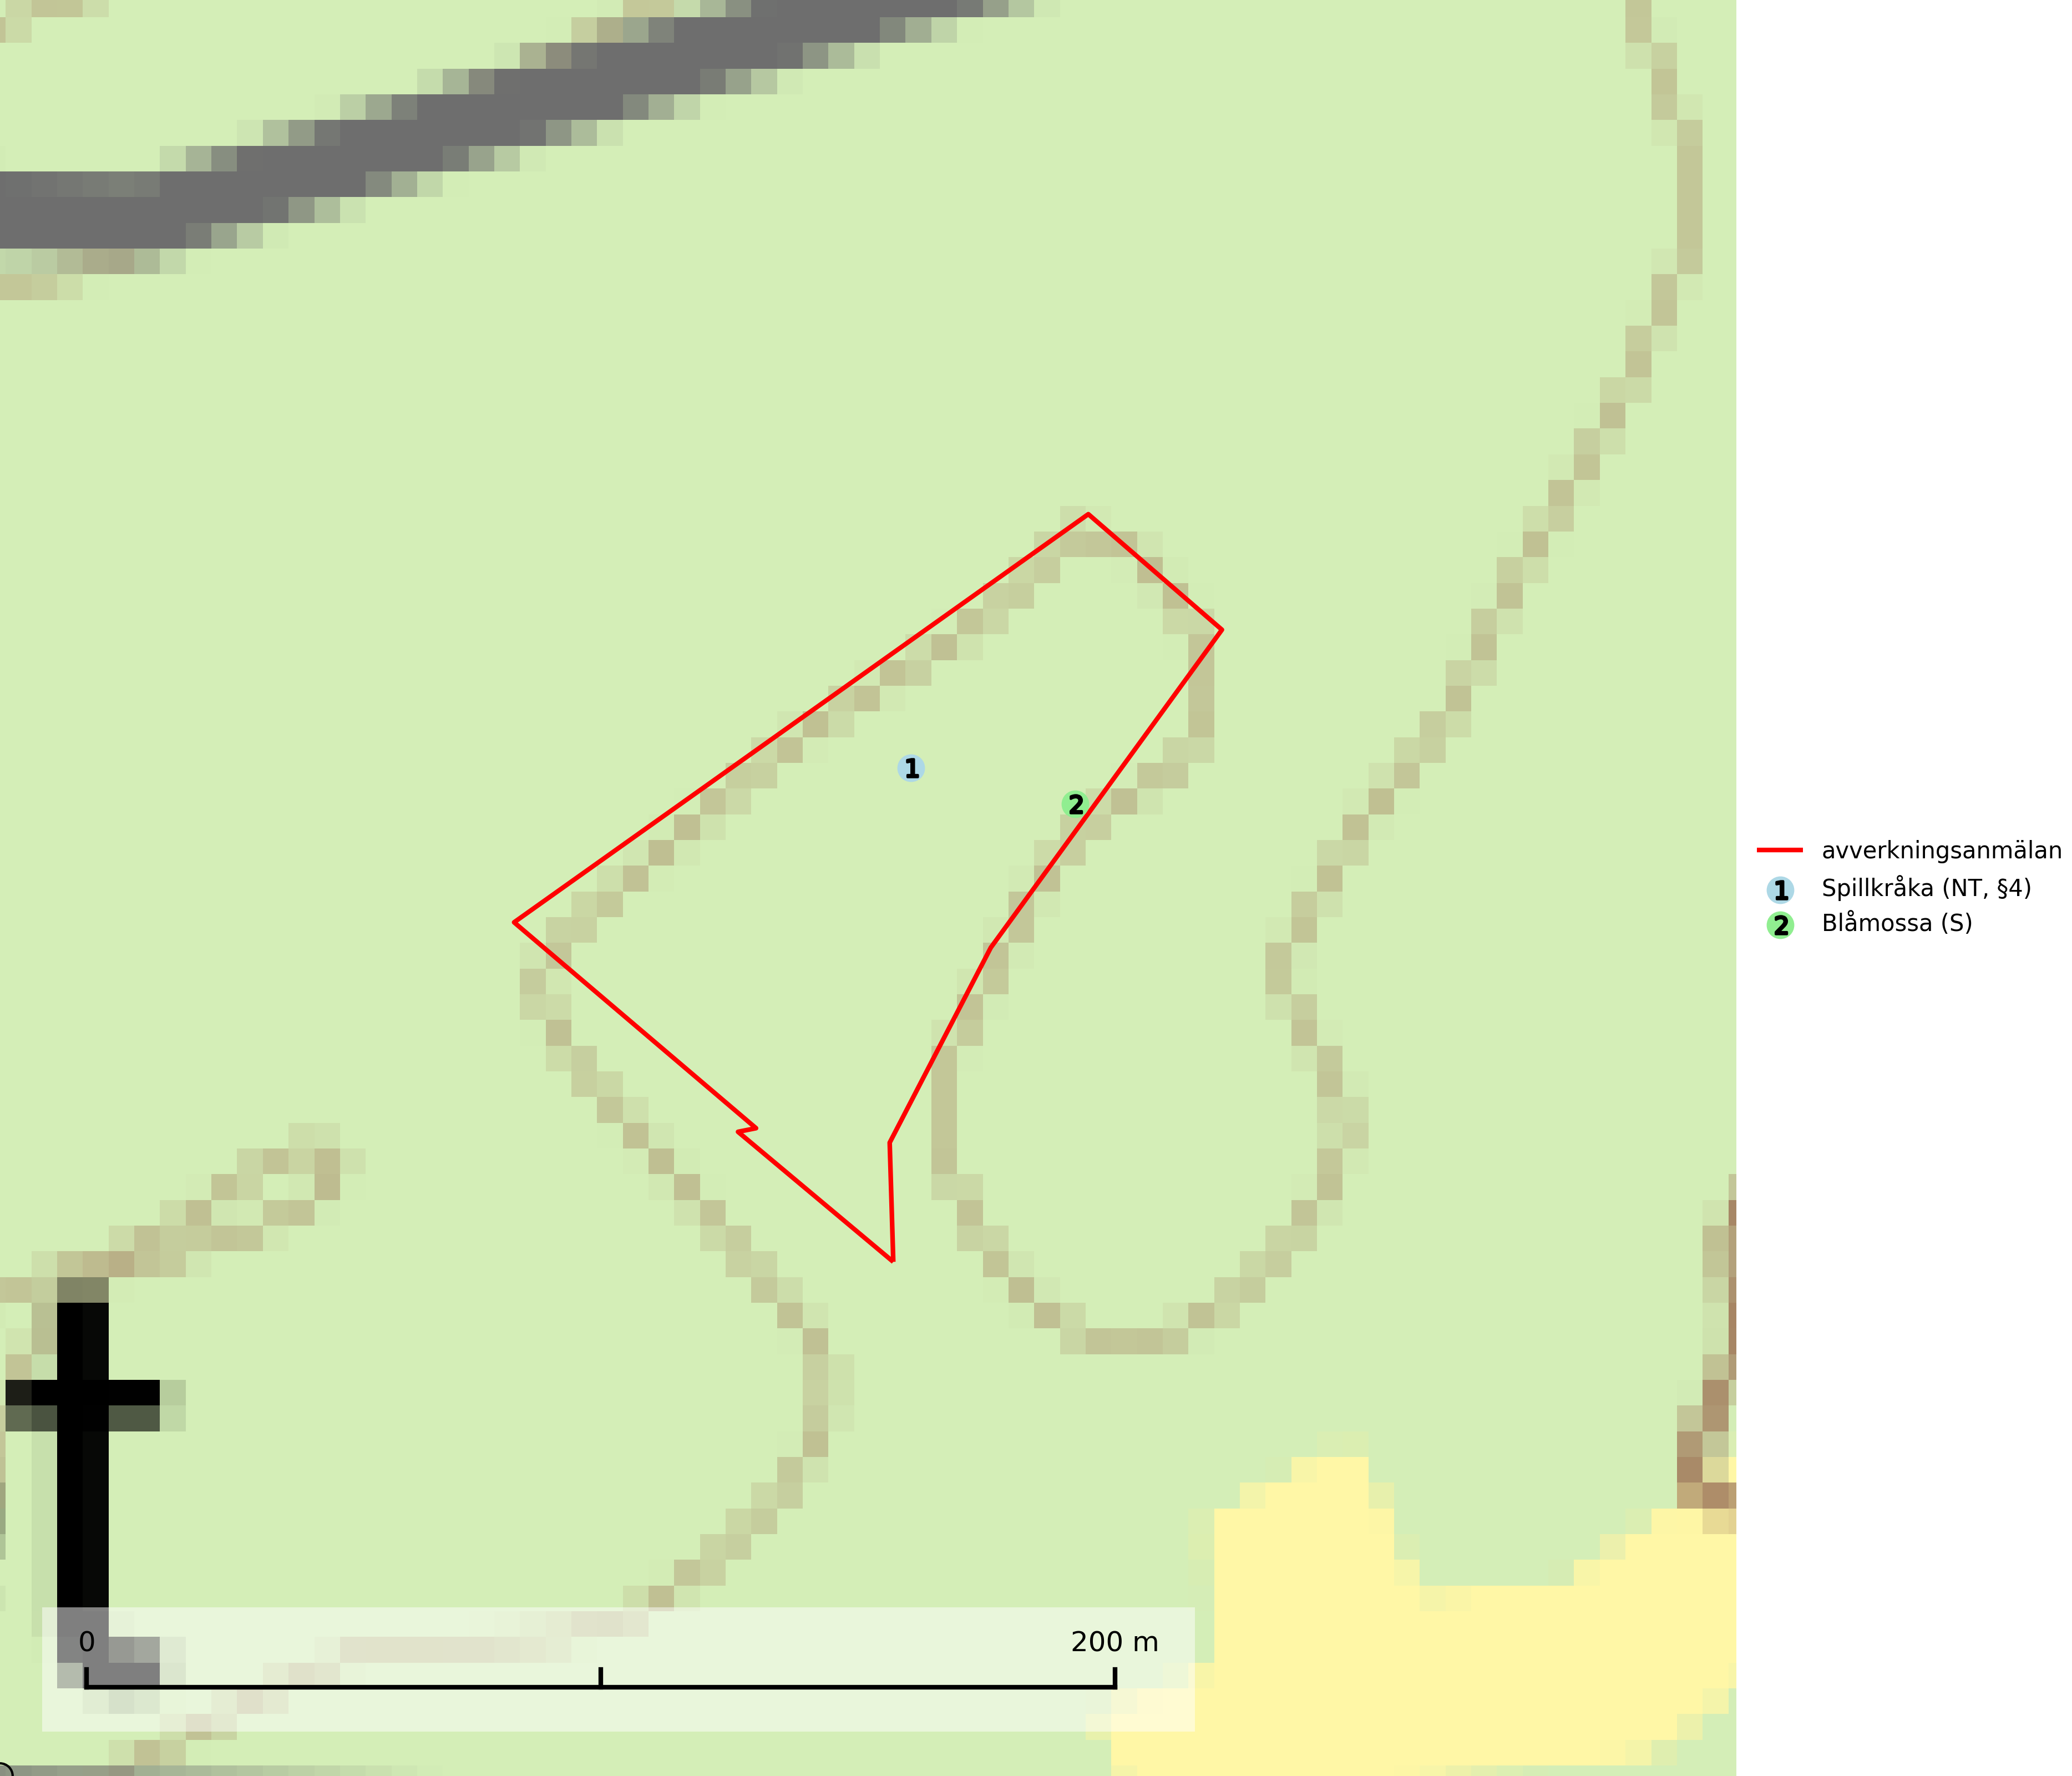 1
2
avverkningsanmälan
1 Spillkråka (NT, §4)
2 Blåmossa (S)
0 200 m